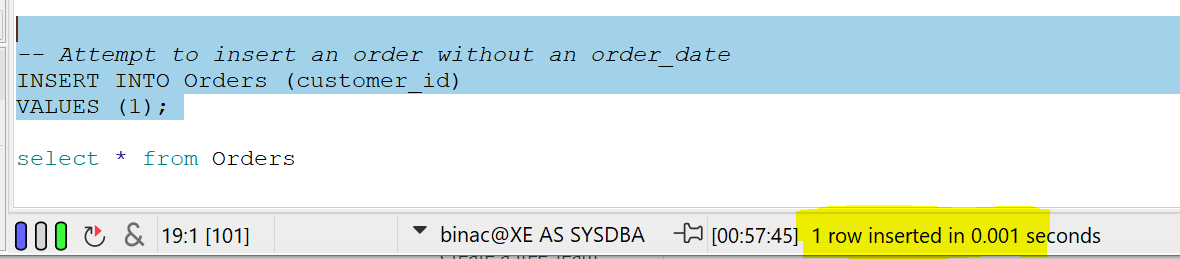 -- Attempt to insert an order without an order_date
INSERT INTO Orders (customer_id)
VALUES (1);
select * from Orders
& 19:1 [101] binac@XE AS SYSDBA [00:57:45] 1 row inserted in 0.001 seconds